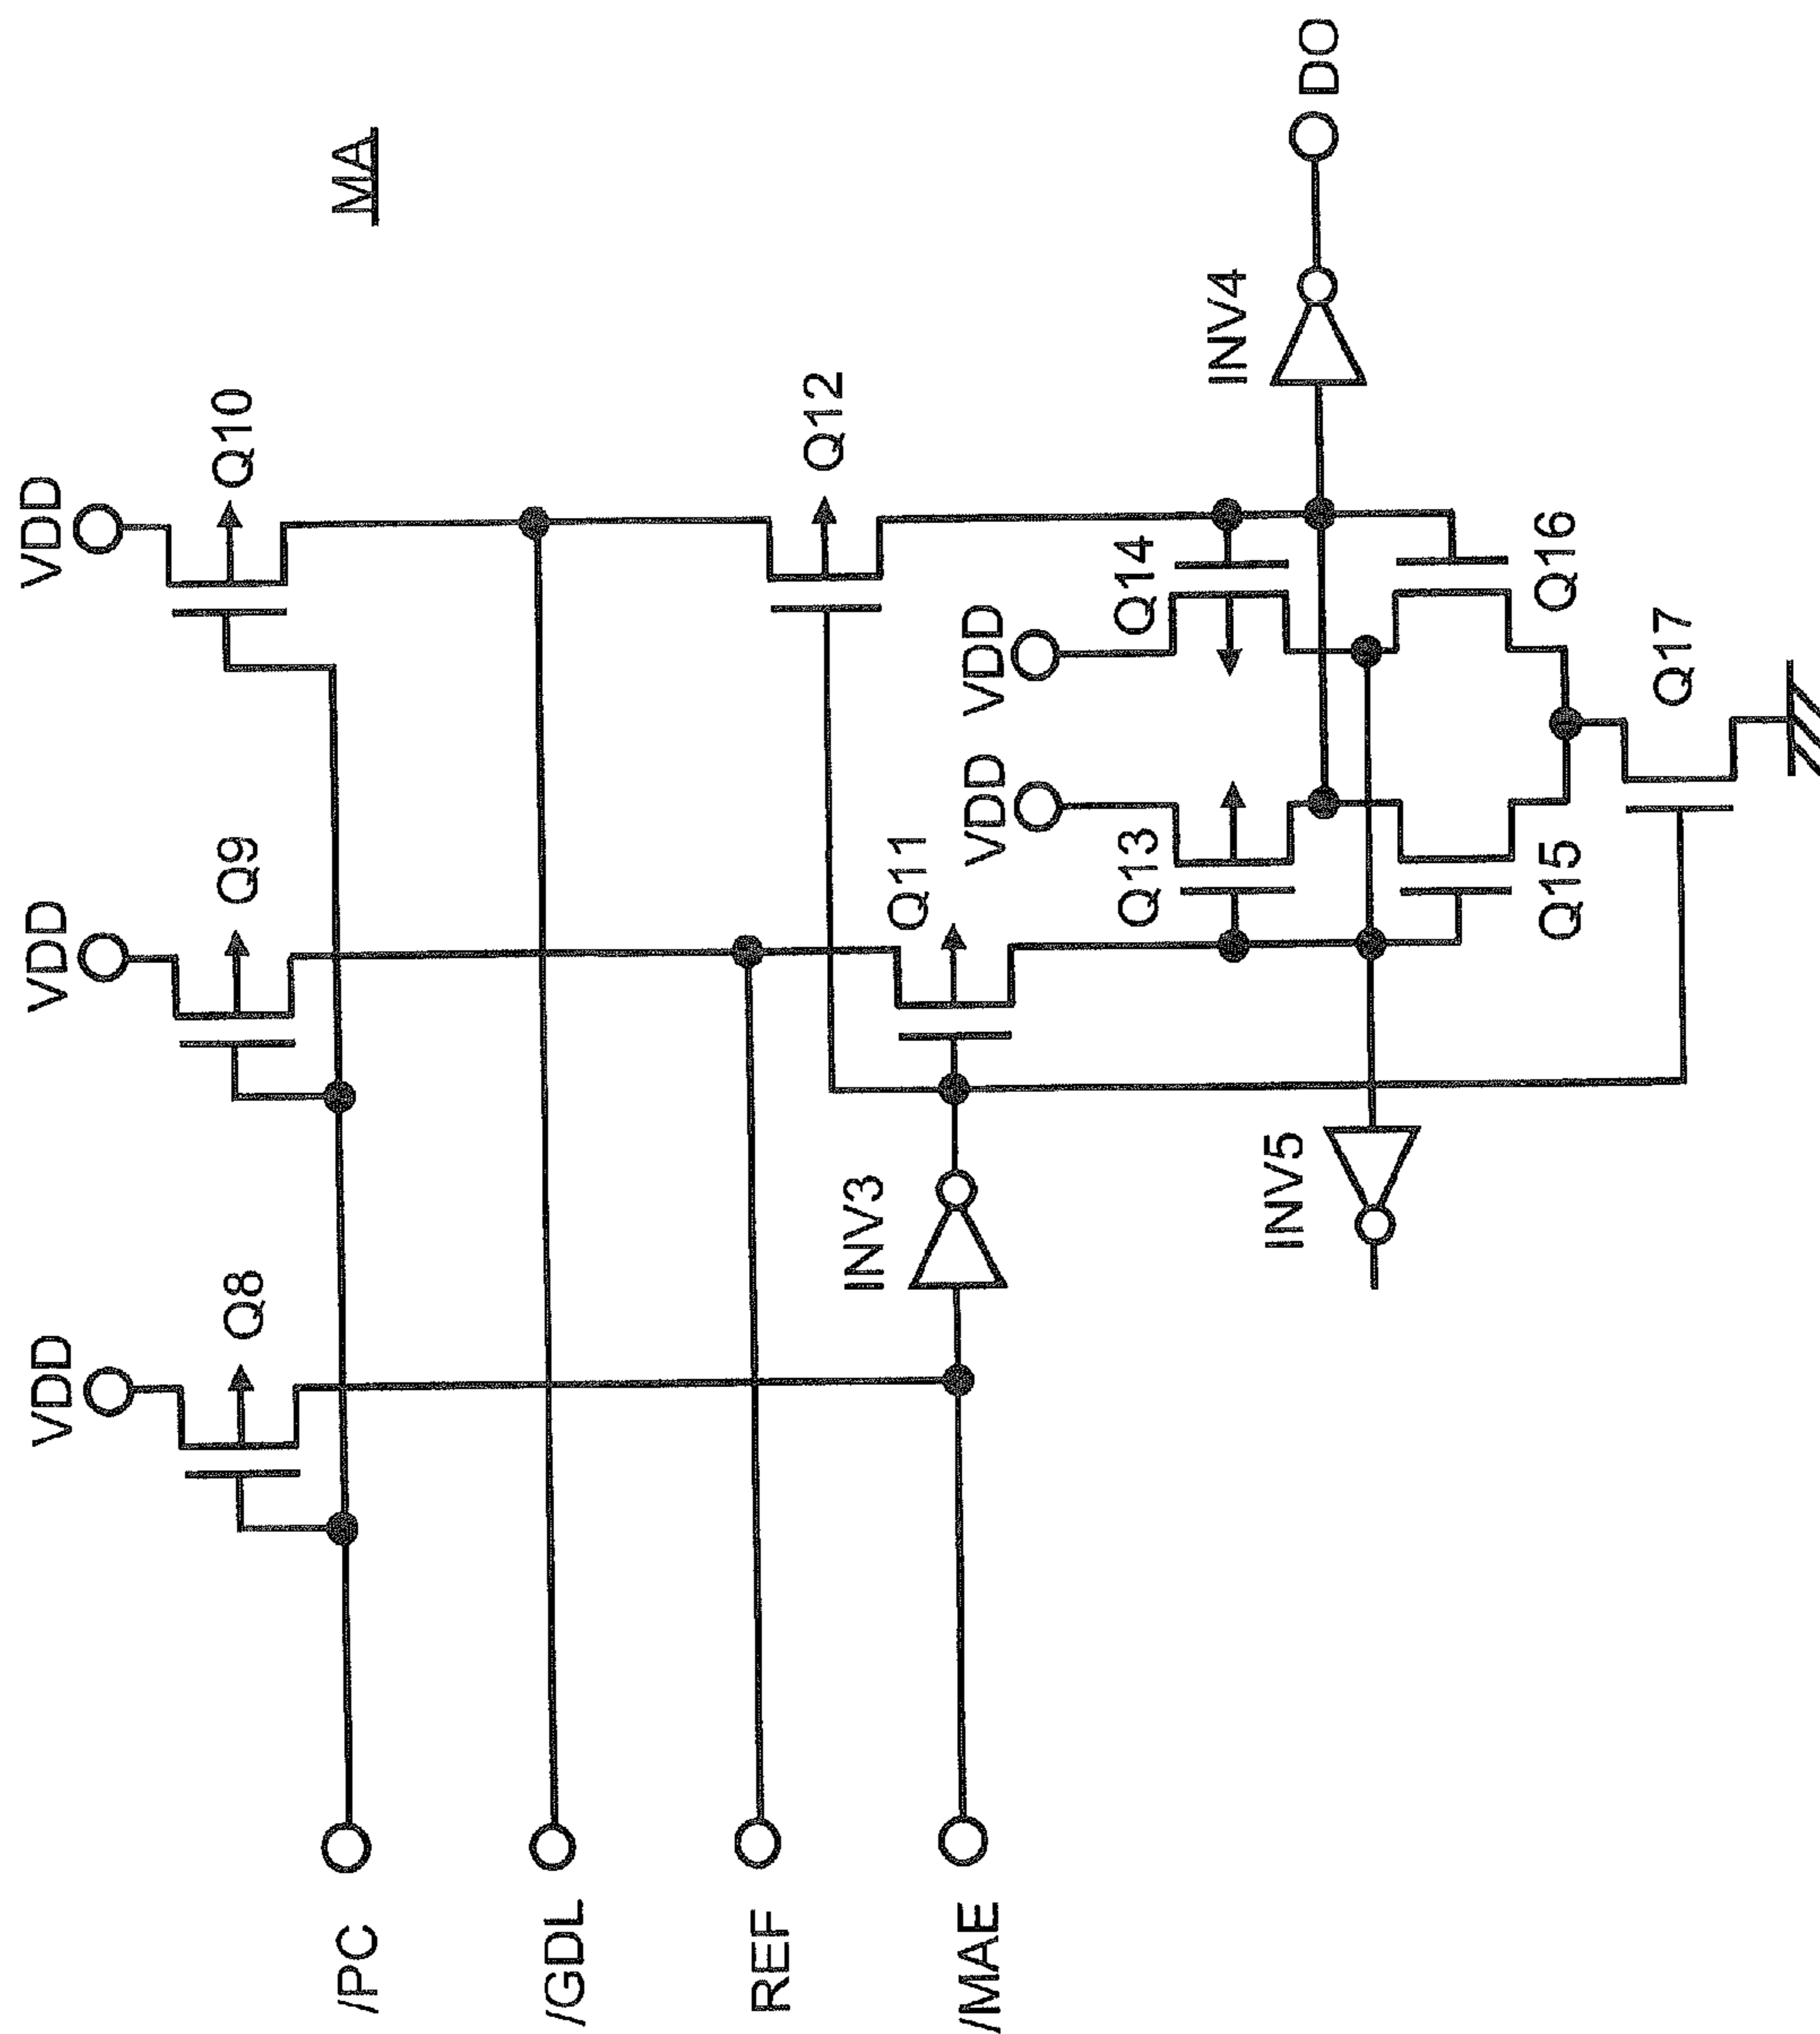 MA
VDD
VDD
VDD
Q8
Q9
Q10
/PC
/GDL
REF
/MAE
INV3
Q11
Q12
VDD
VDD
Q13
Q14
INV4
DO
INV5
Q15
Q16
Q17